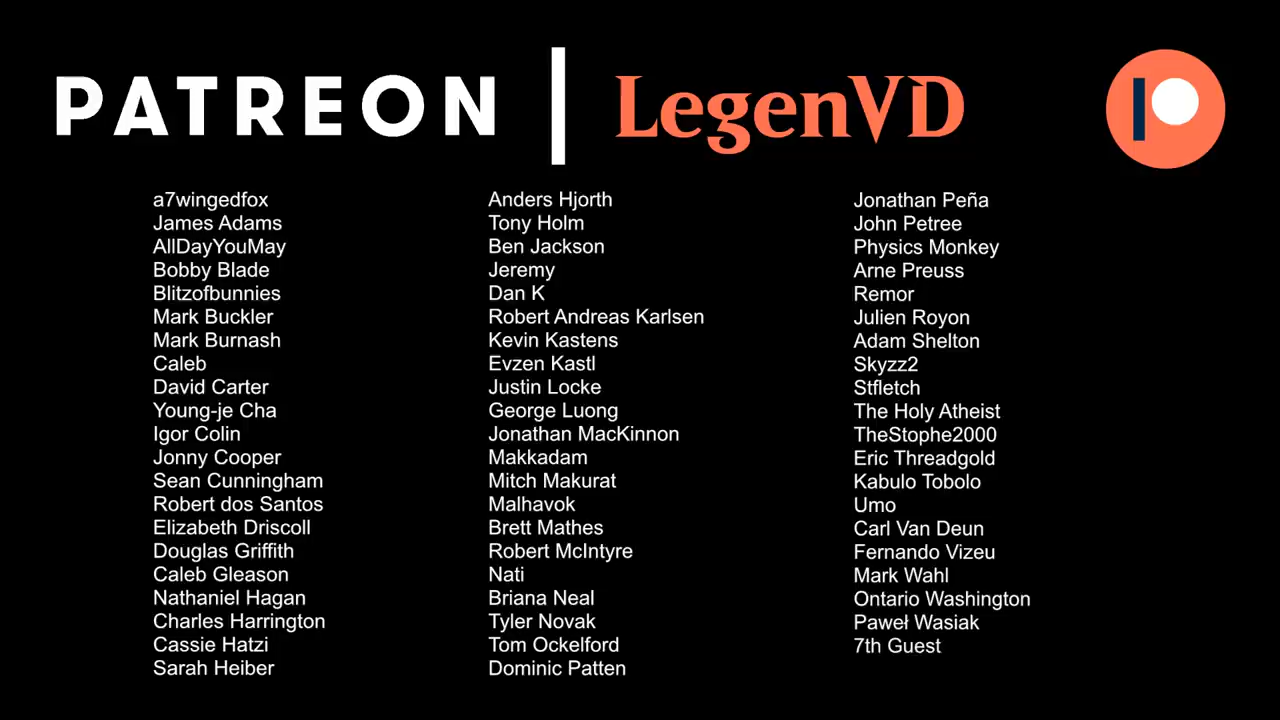 PATREON | LegenVD
a7wingedfox
James Adams
AllDayYouMay
Bobby Blade
Blitzofbunnies
Mark Buckler
Mark Burnash
Caleb
David Carter
Young-je Cha
Igor Colin
Jonny Cooper
Sean Cunningham
Robert dos Santos
Elizabeth Driscoll
Douglas Griffith
Caleb Gleason
Nathaniel Hagan
Charles Harrington
Cassie Hatzi
Sarah Heiber
Anders Hjorth
Tony Holm
Ben Jackson
Jeremy
Dan K
Robert Andreas Karlsen
Kevin Kastens
Evzen Kastl
Justin Locke
George Luong
Jonathan MacKinnon
Makkadam
Mitch Makurat
Malhavok
Brett Mathes
Robert McIntyre
Nati
Briana Neal
Tyler Novak
Tom Ockelford
Dominic Patten
Jonathan Peña
John Petree
Physics Monkey
Arne Preuss
Remor
Julien Royon
Adam Shelton
Skyzz2
Stfletch
The Holy Atheist
TheStophe2000
Eric Threadgold
Kabulo Tobolo
Umo
Carl Van Deun
Fernando Vizeu
Mark Wahl
Ontario Washington
Paweł Wasiak
7th Guest